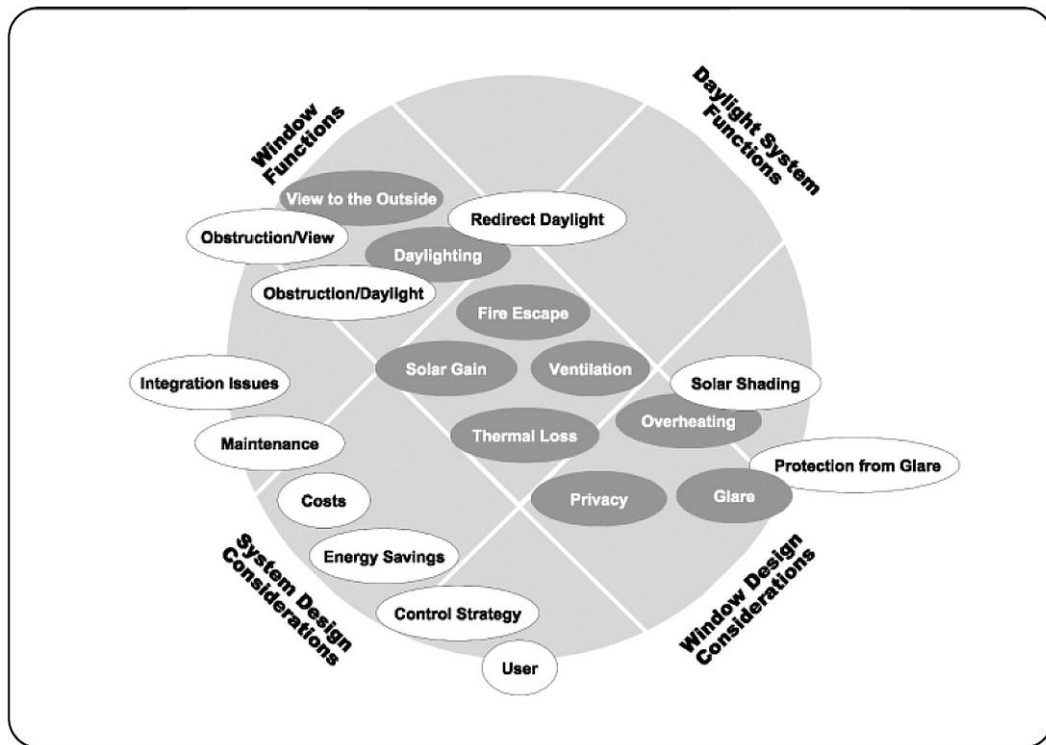 Window
Functions
Daylight System
Functions
View to the Outside
Redirect Daylight
Obstruction/View
Daylighting
Obstruction/Daylight
Fire Escape
Solar Gain
Ventilation
Integration Issues
Solar Shading
Overheating
Maintenance
Thermal Loss
Protection from Glare
Costs
Privacy
Glare
Energy Savings
System Design
Considerations
Window Design
Considerations
Control Strategy
User